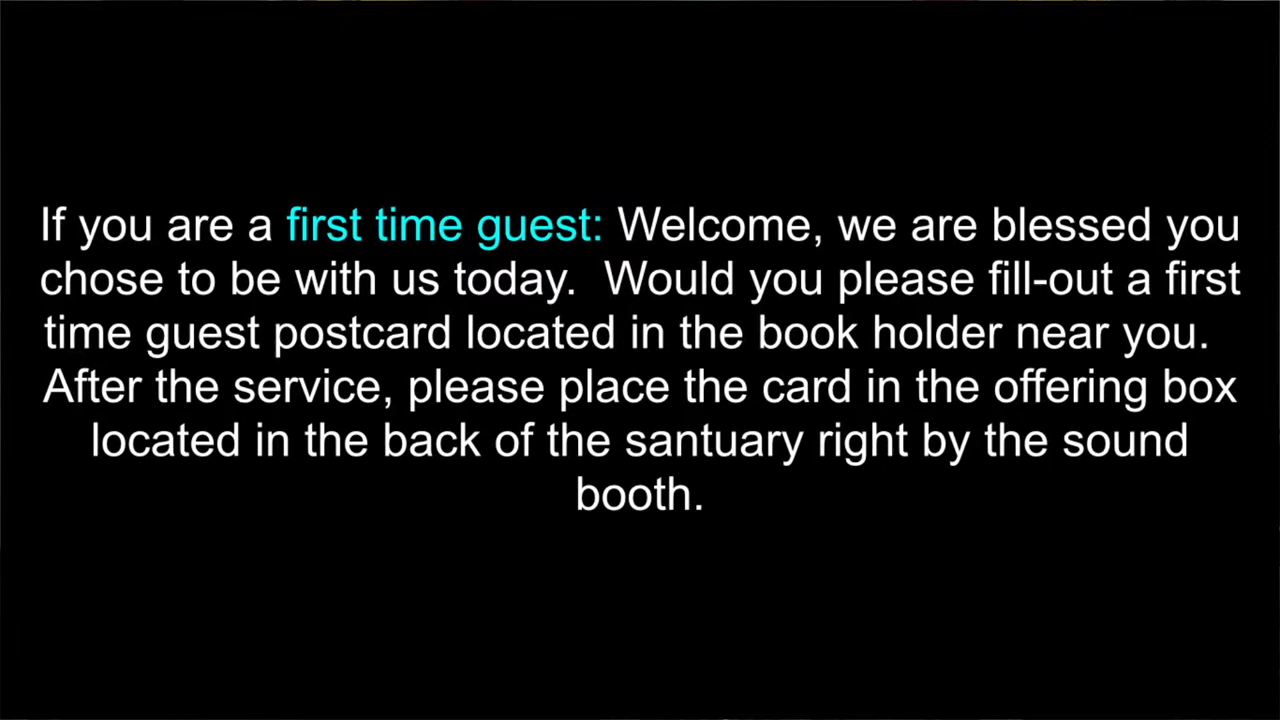 If you are a first time guest: Welcome, we are blessed you
chose to be with us today.  Would you please fill-out a first
time guest postcard located in the book holder near you.
After the service, please place the card in the offering box
located in the back of the santuary right by the sound
booth.